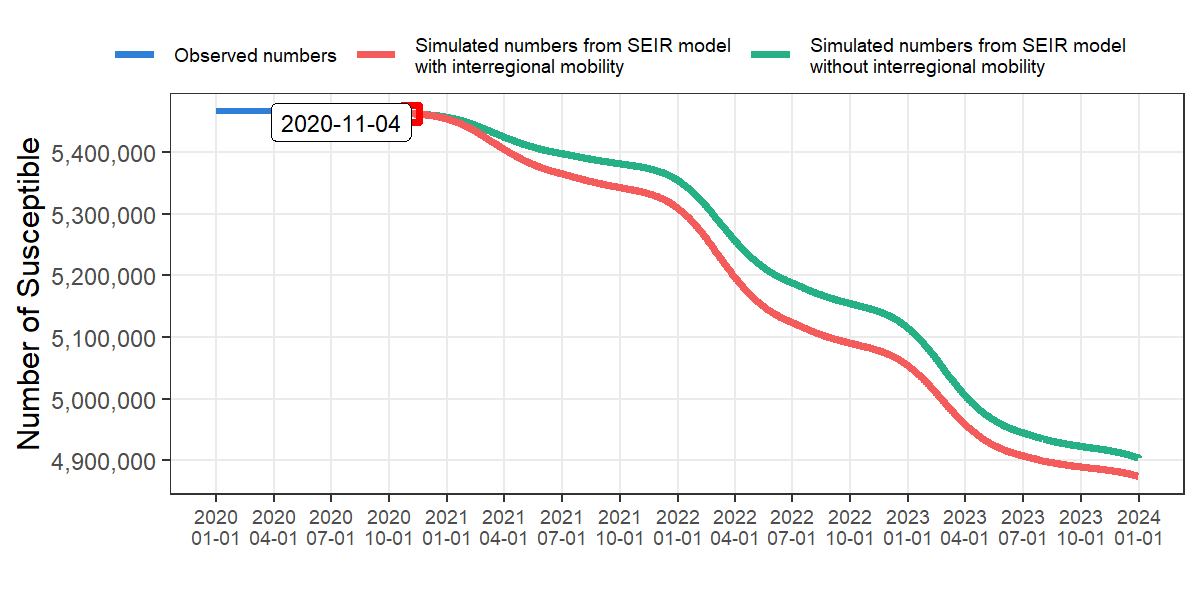 Observed numbers
Simulated numbers from SEIR model
with interregional mobility
Simulated numbers from SEIR model
without interregional mobility
2020-11-04
Number of Susceptible
5,400,000
5,300,000
5,200,000
5,100,000
5,000,000
4,900,000
2020 2020 2020 2020 2021 2021 2021 2021 2022 2022 2022 2022 2023 2023 2023 2023 2024
01-01 04-01 07-01 10-01 01-01 04-01 07-01 10-01 01-01 04-01 07-01 10-01 01-01 04-01 07-01 10-01 01-01